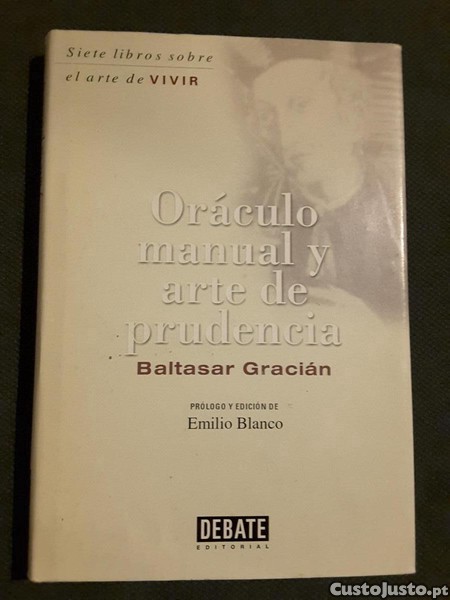 Siete libros sobre
el arte de VIVIR
Oráculo
manual y
arte de
prudencia
Baltasar Gracián
PRÓLOGO Y EDICIÓN DE
Emilio Blanco
DEBATE
EDITORIAL
CustoJusto.pt